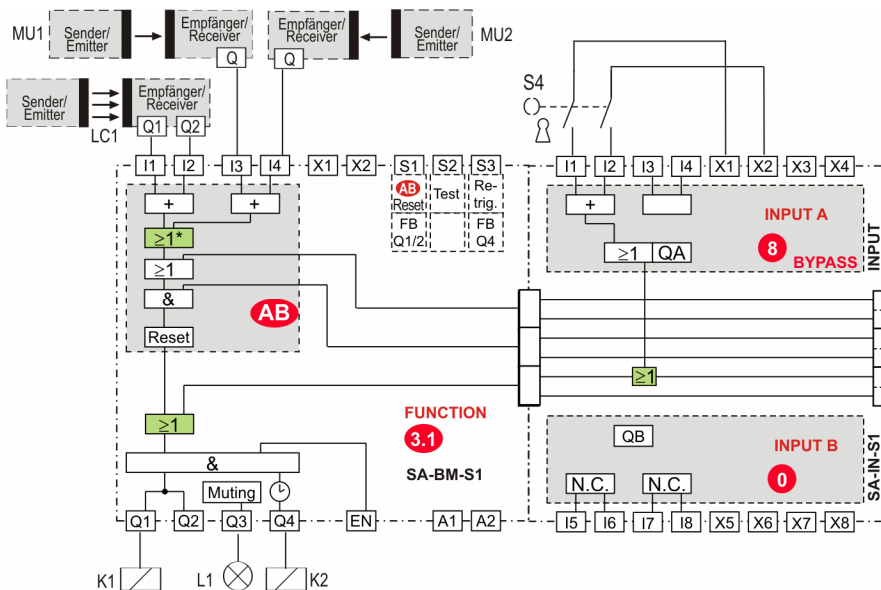 MU1
Sender/
Emitter
Empfänger/
Receiver
Q
Empfänger/
Receiver
Q
Sender/
Emitter
MU2
Sender/
Emitter
Empfänger/
Receiver
Q1 Q2
LC1
S4
I1 I2 I3 I4 X1 X2 S1 S2 S3
I1 I2 I3 I4 X1 X2 X3 X4
AB
Reset
Test
Re-
trig.
FB
Q1/2
FB
Q4
+ +
≥1*
≥1
&
Reset
AB
+
≥1 QA
INPUT A
8
BYPASS
INPUT
≥1
≥1
FUNCTION
3.1
SA-BM-S1
&
Muting
QB
INPUT B
0
N.C. N.C.
SA-IN-S1
Q1 Q2 Q3 Q4 EN A1 A2
I5 I6 I7 I8 X5 X6 X7 X8
K1 L1 K2